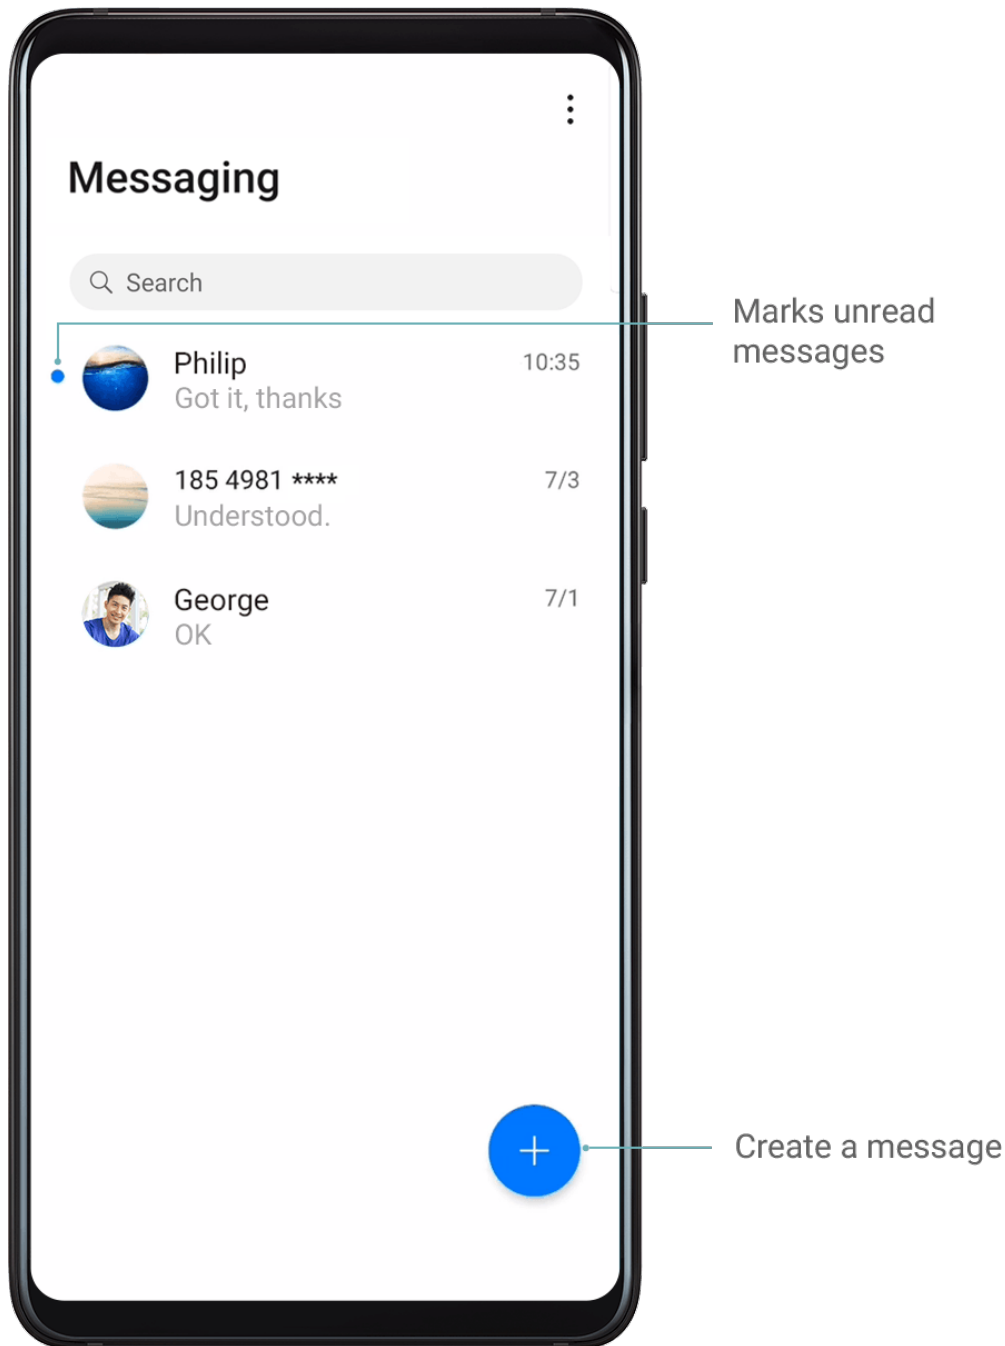 Messaging
Search
Marks unread
messages
Philip 10:35
Got it, thanks
185 4981 **** 7/3
Understood.
George 7/1
OK
Create a message